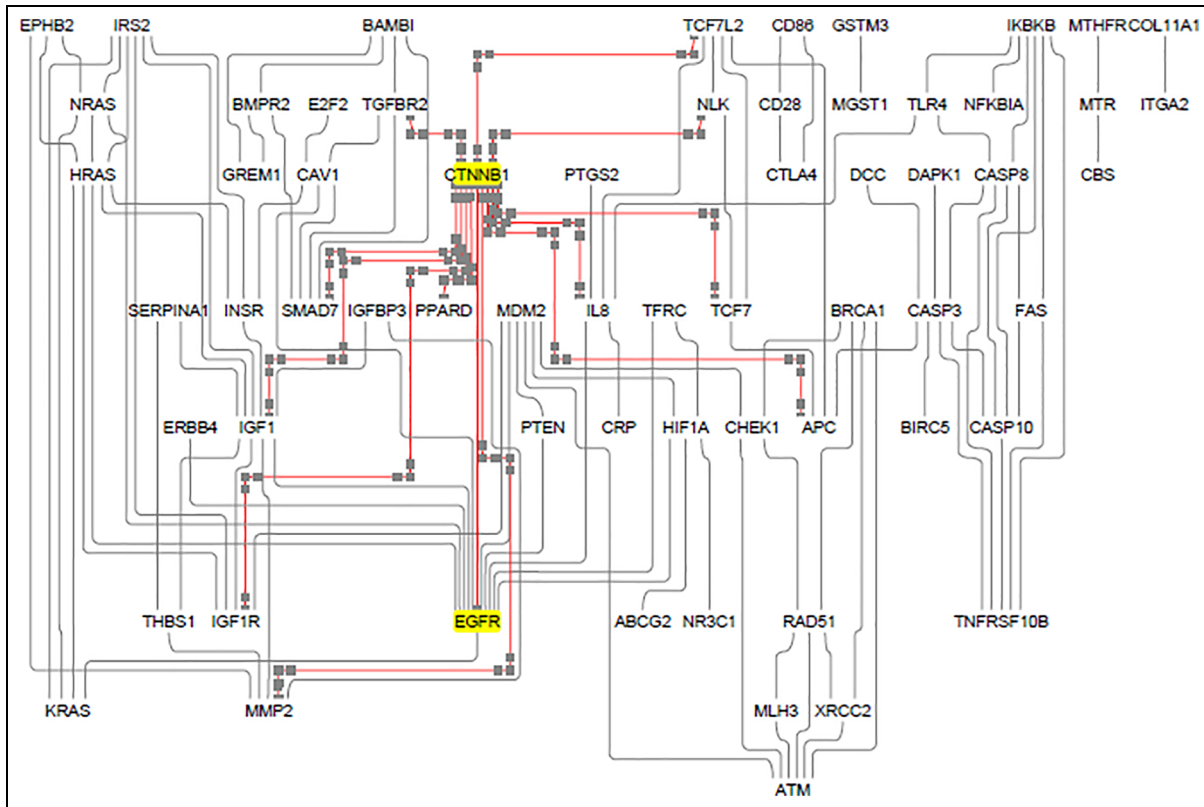 EPHB2 IRS2 BAMBI TCF7L2 CD86 GSTM3 IKBKB MTHFR COL11A1
NRAS BMPR2 E2F2 TGFBR2 NLK CD28 MGST1 TLR4 NFKBIA MTR ITGA2
HRAS GREM1 CAV1 CTNNB1 PTGS2 CTLA4 DCC DAPK1 CASP8 CBS
SERPINA1 INSR SMAD7 IGFBP3 PPARD MDM2 IL8 TFRC TCF7 BRCA1 CASP3 FAS
ERBB4 IGF1 PTEN CRP HIF1A CHEK1 APC BIRC5 CASP10
THBS1 IGF1R EGFR ABCG2 NR3C1 RAD51 TNFRSF10B
KRAS MMP2 MLH3 XRCC2
ATM